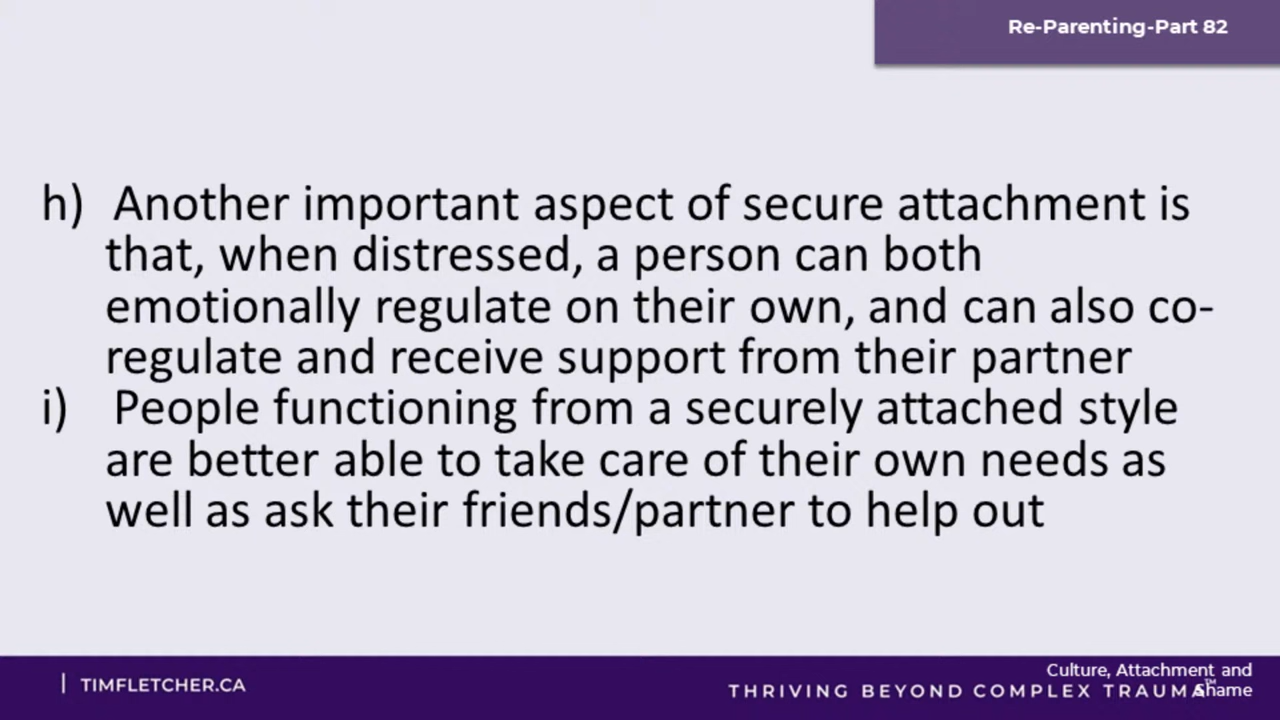 Re-Parenting-Part 82
h) Another important aspect of secure attachment is
that, when distressed, a person can both
emotionally regulate on their own, and can also co-
regulate and receive support from their partner
i) People functioning from a securely attached style
are better able to take care of their own needs as
well as ask their friends/partner to help out
| TIMFLETCHER.CA
Culture, Attachment and
Shame
THRIVING BEYOND COMPLEX TRAUMA™